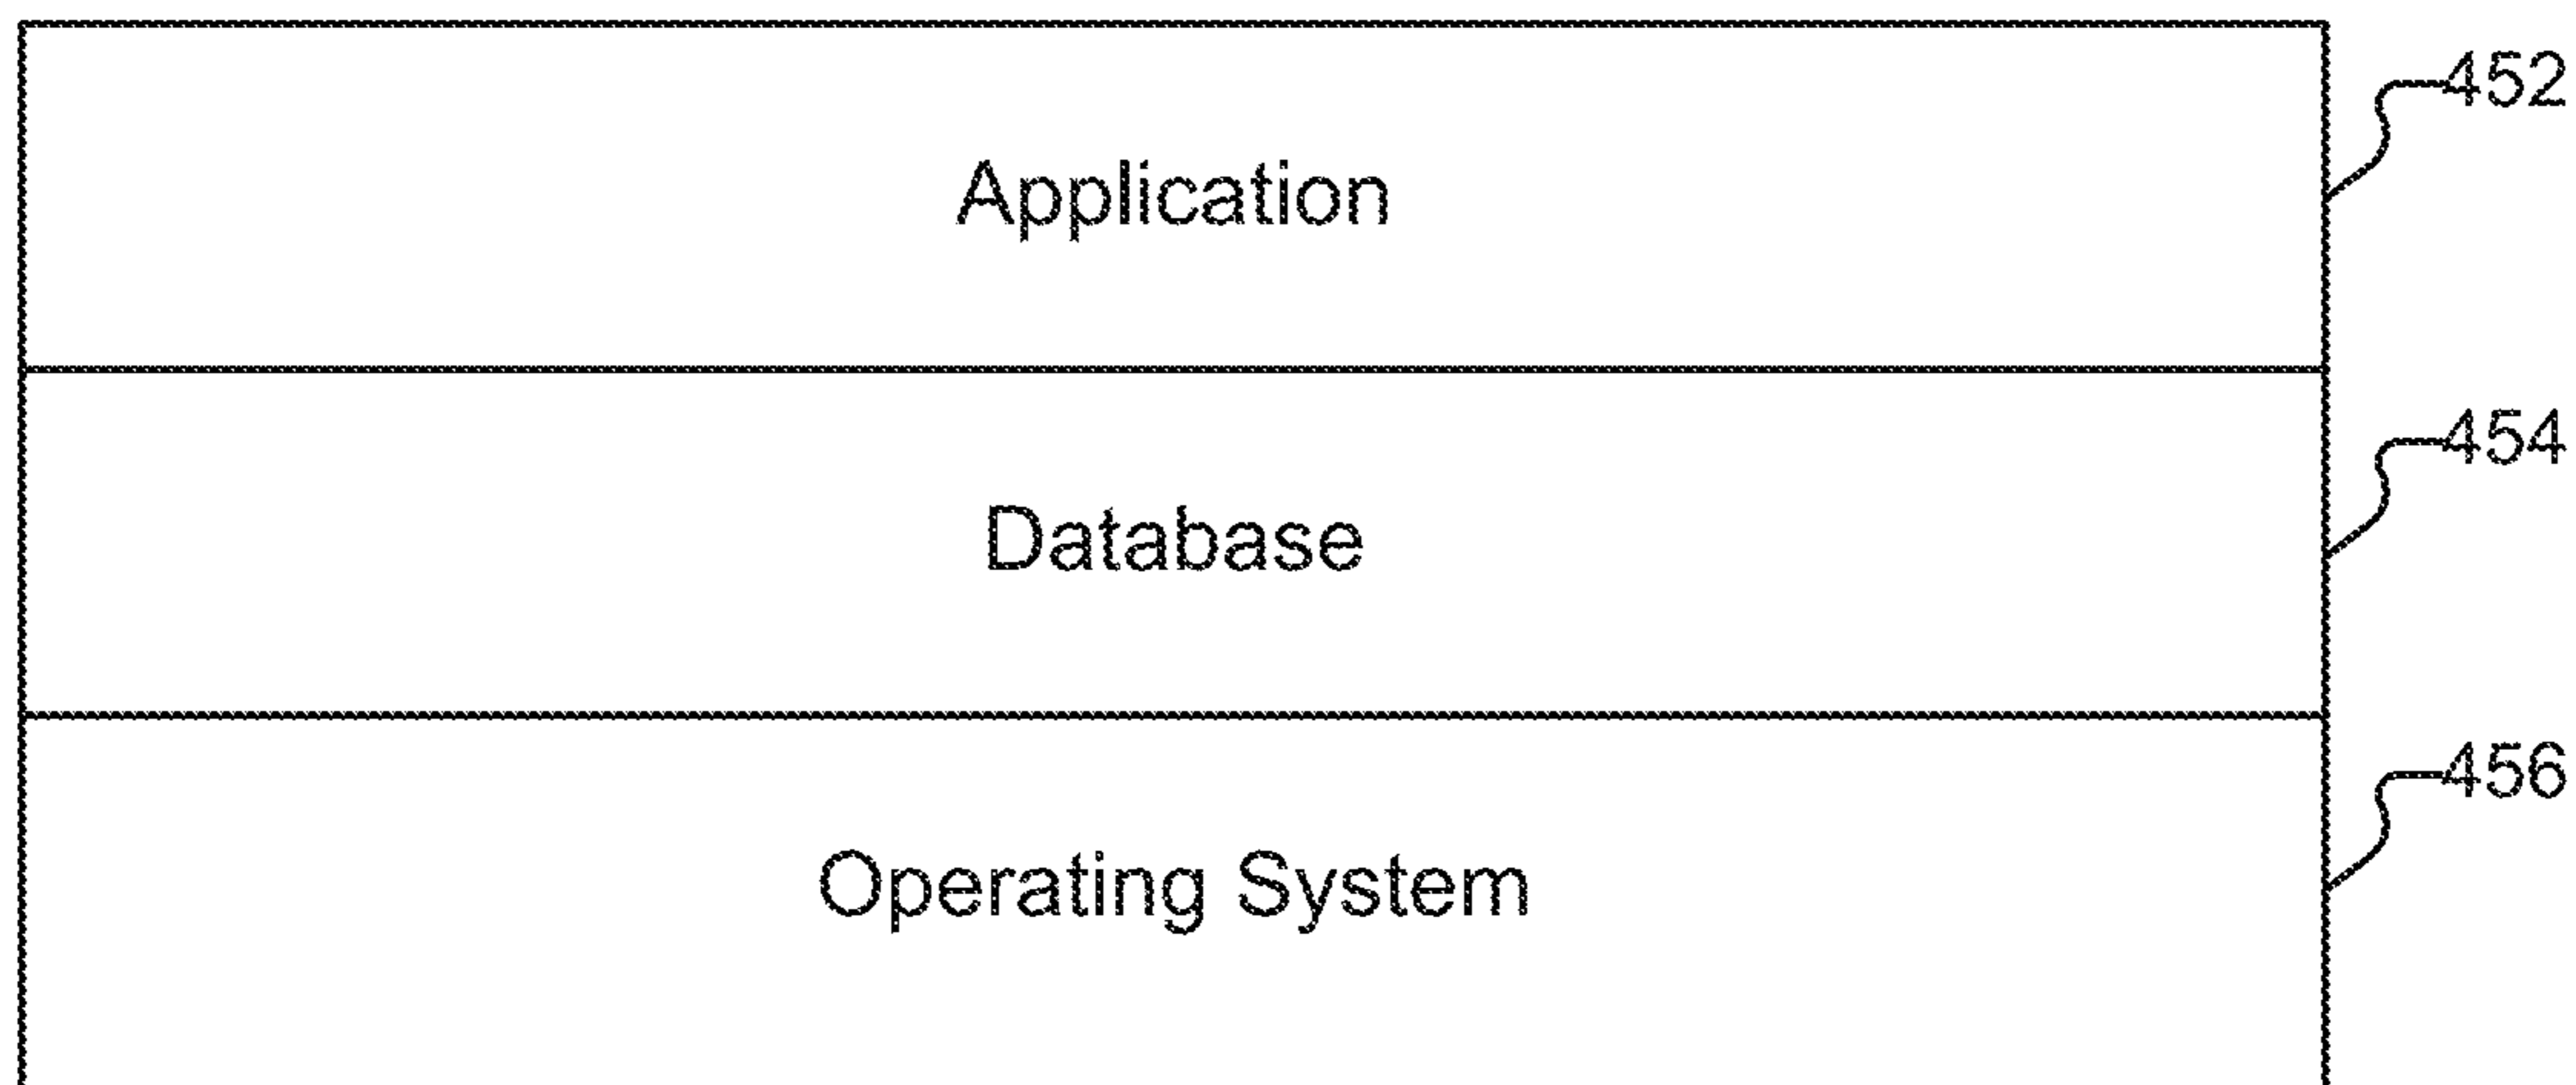 452
Application
454
Database
456
Operating System